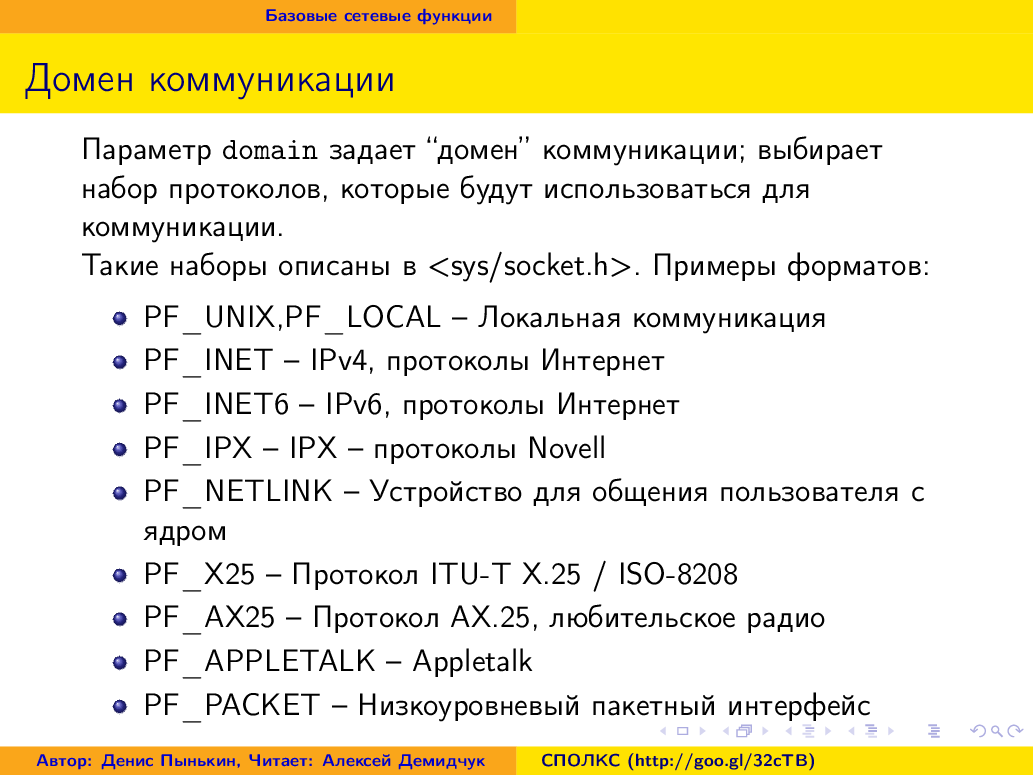 Базовые сетевые функции
Домен коммуникации
Параметр domain задает “домен” коммуникации; выбирает
набор протоколов, которые будут использоваться для
коммуникации.
Такие наборы описаны в <sys/socket.h>. Примеры форматов:
PF_UNIX,PF_LOCAL – Локальная коммуникация
PF_INET – IPv4, протоколы Интернет
PF_INET6 – IPv6, протоколы Интернет
PF_IPX – IPX – протоколы Novell
PF_NETLINK – Устройство для общения пользователя с
ядром
PF_X25 – Протокол ITU-T X.25 / ISO-8208
PF_AX25 – Протокол AX.25, любительское радио
PF_APPLETALK – Appletalk
PF_PACKET – Низкоуровневый пакетный интерфейс
Автор: Денис Пынькин, Читает: Алексей Демидчук
СПОЛКС (http://goo.gl/32cTB)